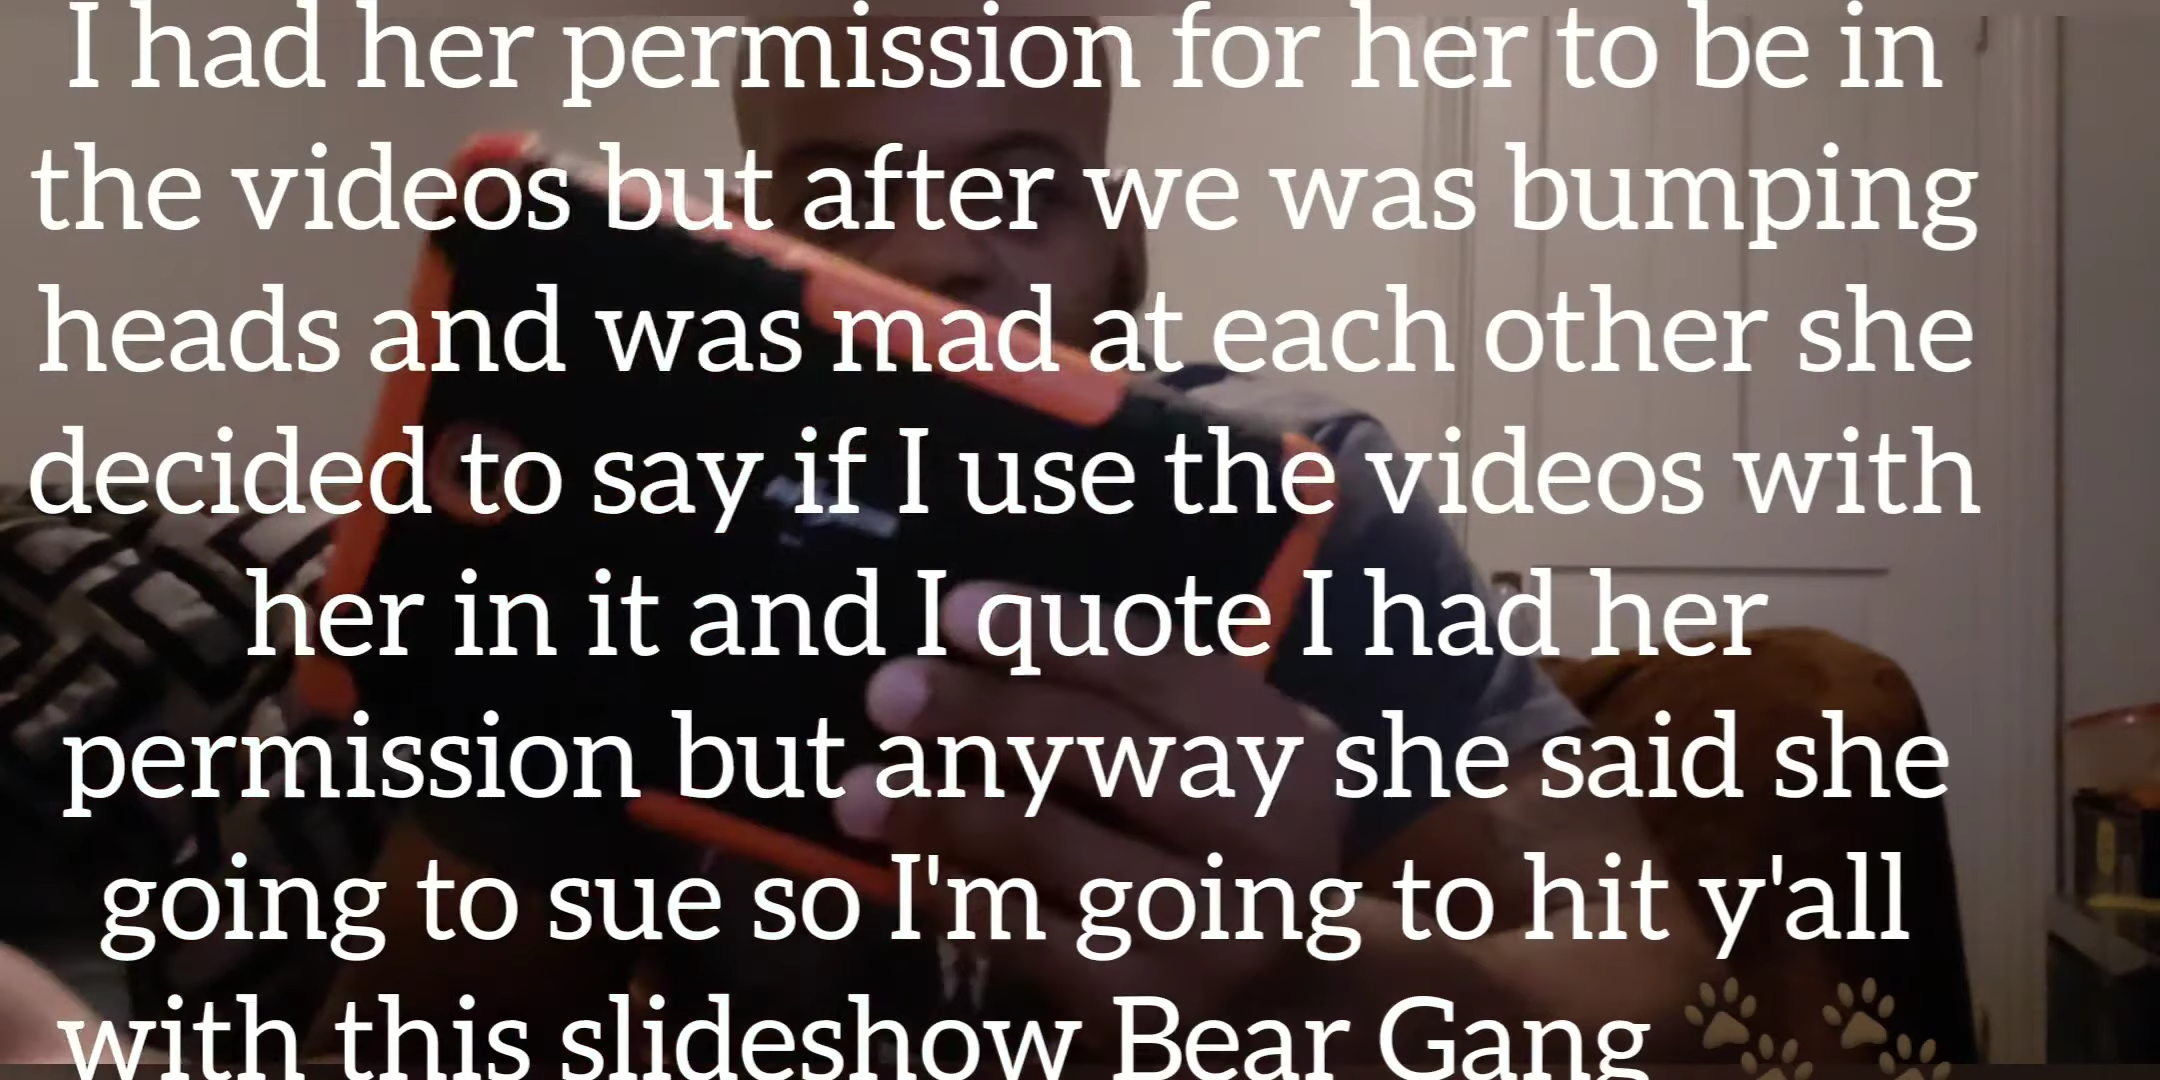 I had her permission for her to be in
the videos but after we was bumping
heads and was mad at each other she
decided to say if I use the videos with
her in it and I quote I had her
permission but anyway she said she
going to sue so I'm going to hit y'all
with this slideshow Bear Gang